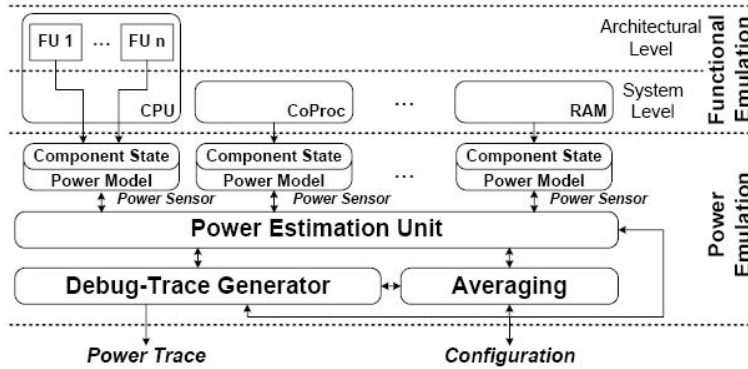 FU 1 ... FU n
CPU
Architectural
Level
Functional
Emulation
CoProc
...
RAM
System
Level
Component State
Power Model
Power Sensor
Component State
Power Model
Power Sensor
...
Component State
Power Model
Power Sensor
Power Estimation Unit
Power
Emulation
Debug-Trace Generator
Averaging
Power Trace
Configuration